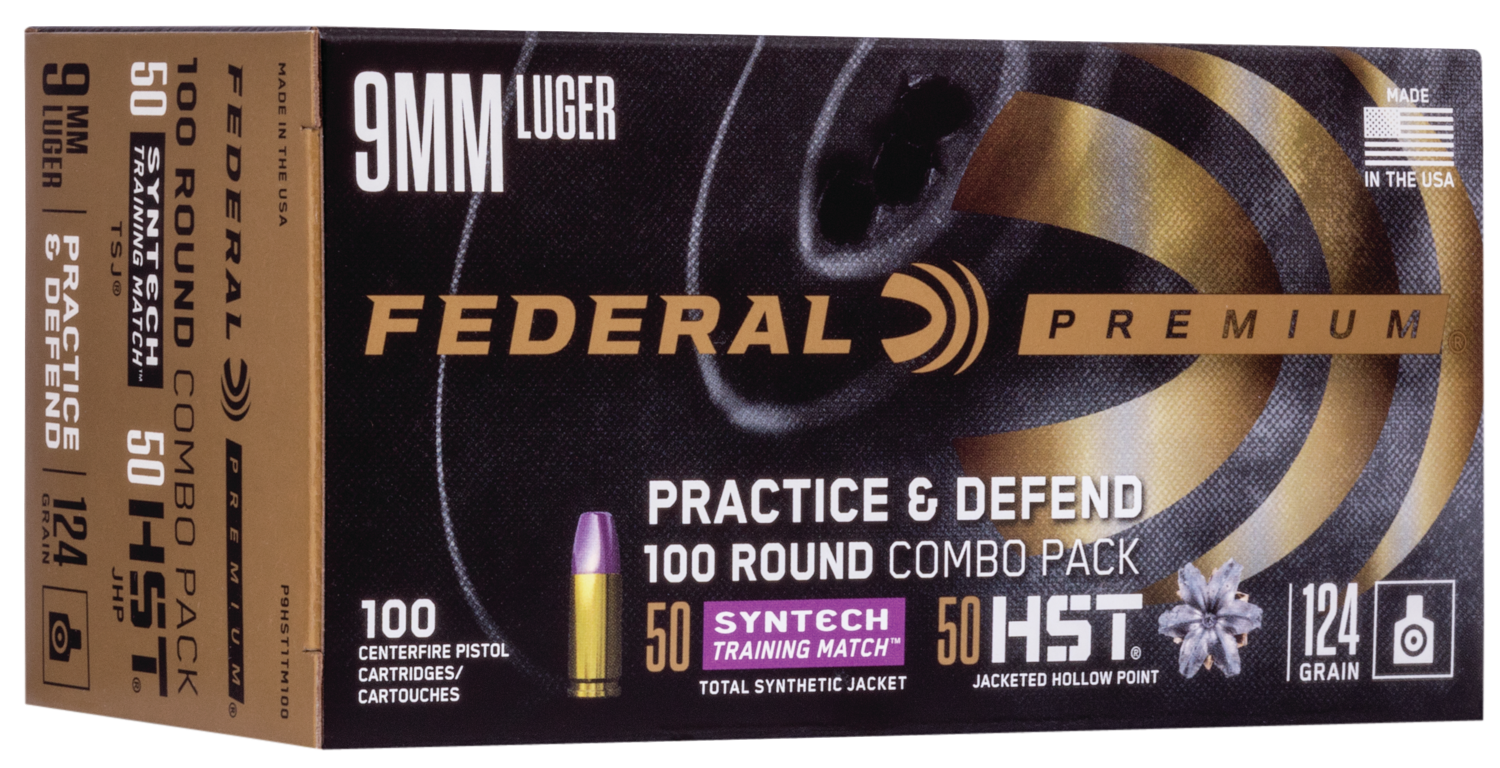 9MM LUGER
MADE
IN THE USA
FEDERAL PREMIUM®
PRACTICE & DEFEND
100 ROUND COMBO PACK
50 SYNTECH
TRAINING MATCH™
TOTAL SYNTHETIC JACKET
50 HST®
JACKETED HOLLOW POINT
124
GRAIN
100
CENTERFIRE PISTOL
CARTRIDGES/
CARTOUCHES
MADE IN THE USA
P9HST1TM100
FEDERAL PREMIUM®
100 ROUND COMBO PACK
50 SYNTECH
TRAINING MATCH™
TSJ®
50 HST®
JHP
9MM
LUGER
PRACTICE
& DEFEND
124
GRAIN